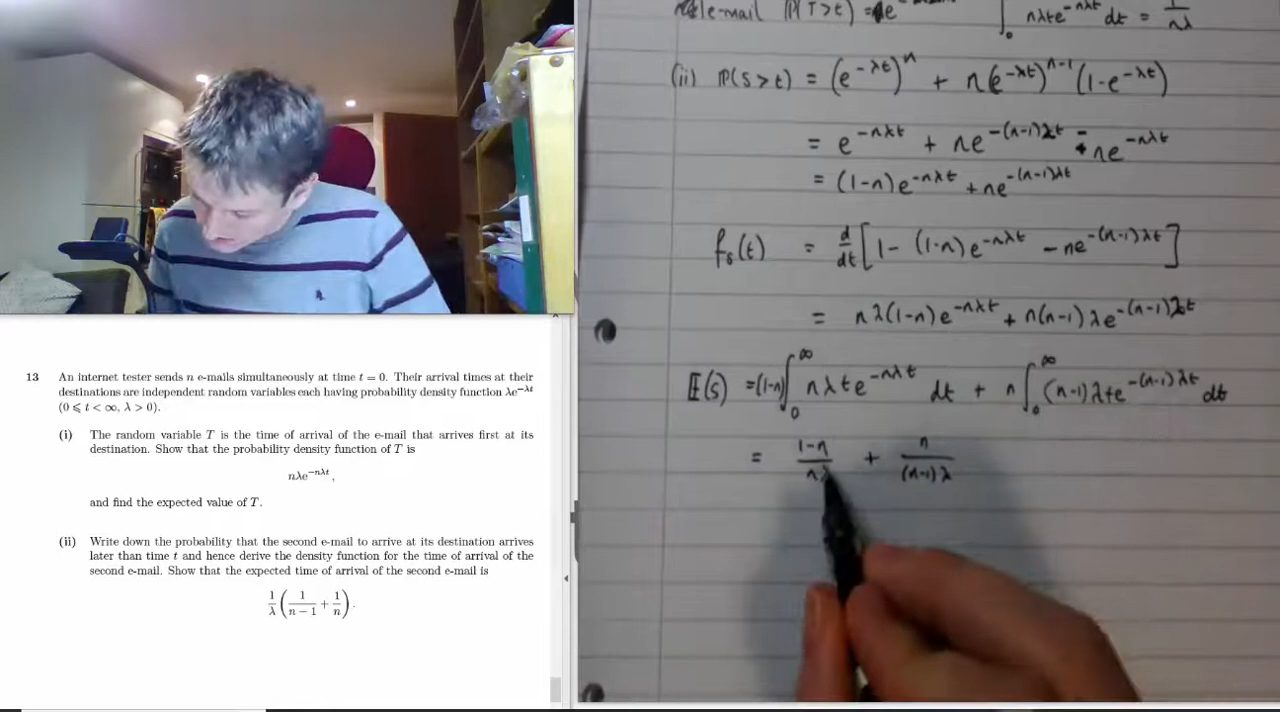 13 An internet tester sends n e-mails simultaneously at time t = 0. Their arrival times at their
destinations are independent random variables each having probability density function λe^{−λt}
(0 ⩽ t < ∞, λ > 0).
(i) The random variable T is the time of arrival of the e-mail that arrives first at its
destination. Show that the probability density function of T is
nλe^{−nλt},
and find the expected value of T.
(ii) Write down the probability that the second e-mail to arrive at its destination arrives
later than time t and hence derive the density function for the time of arrival of the
second e-mail. Show that the expected time of arrival of the second e-mail is
1/λ (1/(n − 1) + 1/n).
e-mail P(T>t) = e ∫_0 nλte^{-nλt} dt = 1/nλ
(ii) P(S>t) = (e^{-λt})^n + n(e^{-λt})^{n-1} (1-e^{-λt})
= e^{-nλt} + ne^{-(n-1)λt} - ne^{-nλt}
= (1-n)e^{-nλt} + ne^{-(n-1)λt}
f_S(t) = d/dt [1 - (1-n)e^{-nλt} - ne^{-(n-1)λt}]
= nλ(1-n)e^{-nλt} + n(n-1)λe^{-(n-1)λt}
E(S) = (1-n)∫_0^∞ nλte^{-nλt} dt + n∫_0^∞ (n-1)λte^{-(n-1)λt} dt
= (1-n)/nλ + n/((n-1)λ)